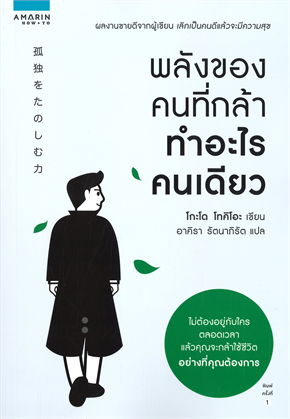 AMARIN
HOW-TO
ผลงานขายดีจากผู้เขียน เลิกเป็นคนดีแล้วจะมีความสุข
孤独をたのしむ力
พลังของ
คนที่กล้า
ทำอะไร
คนเดียว
โกะโด โทคิโอะ เขียน
อาคิรา รัตนาภิรัต แปล
ไม่ต้องอยู่กับใคร
ตลอดเวลา
แล้วคุณจะกล้าใช้ชีวิต
อย่างที่คุณต้องการ
พิมพ์
ครั้งที่
1